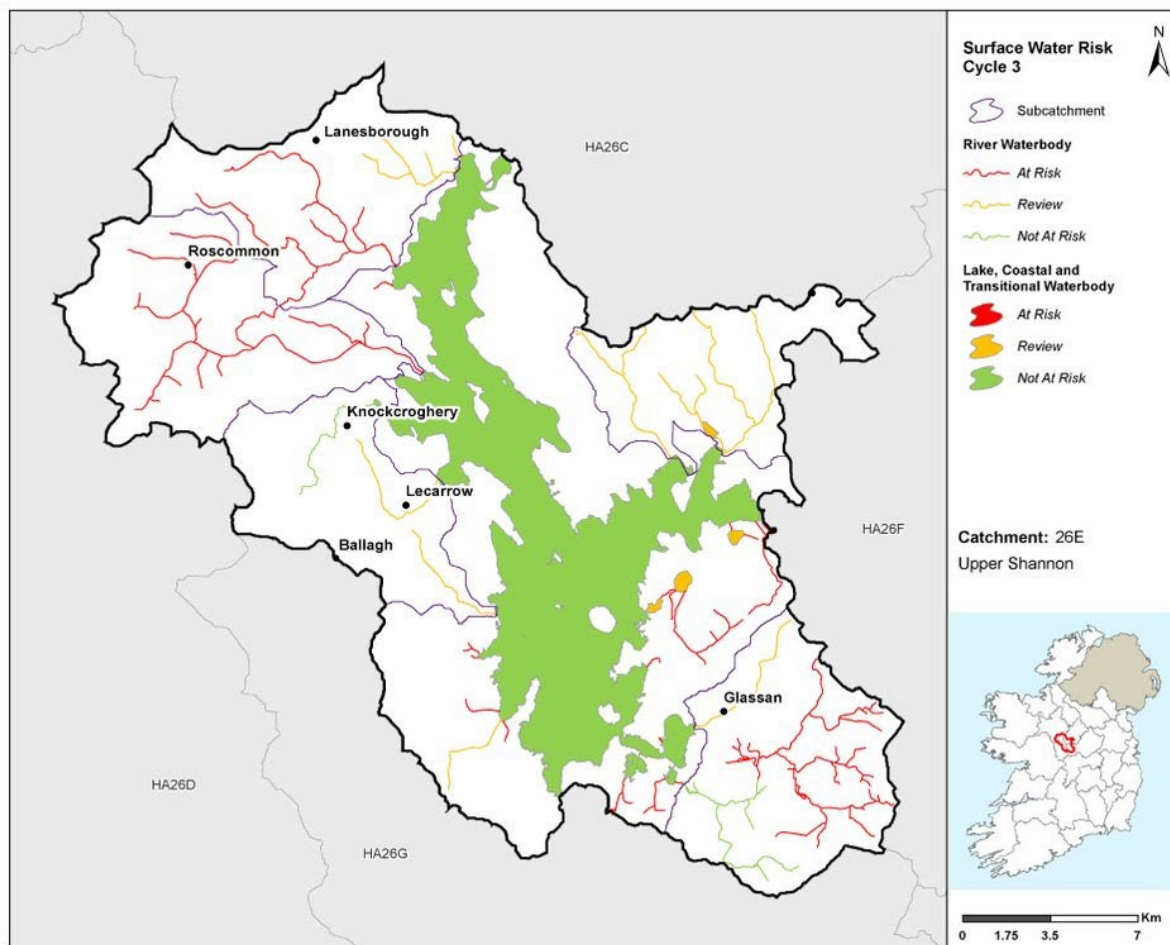 Lanesborough
HA26C
Roscommon
Knockcroghery
Lecarrow
Ballagh
HA26F
Glassan
HA26D
HA26G
Surface Water Risk
Cycle 3
N
Subcatchment
River Waterbody
At Risk
Review
Not At Risk
Lake, Coastal and
Transitional Waterbody
At Risk
Review
Not At Risk
Catchment: 26E
Upper Shannon
Km
0 1.75 3.5 7